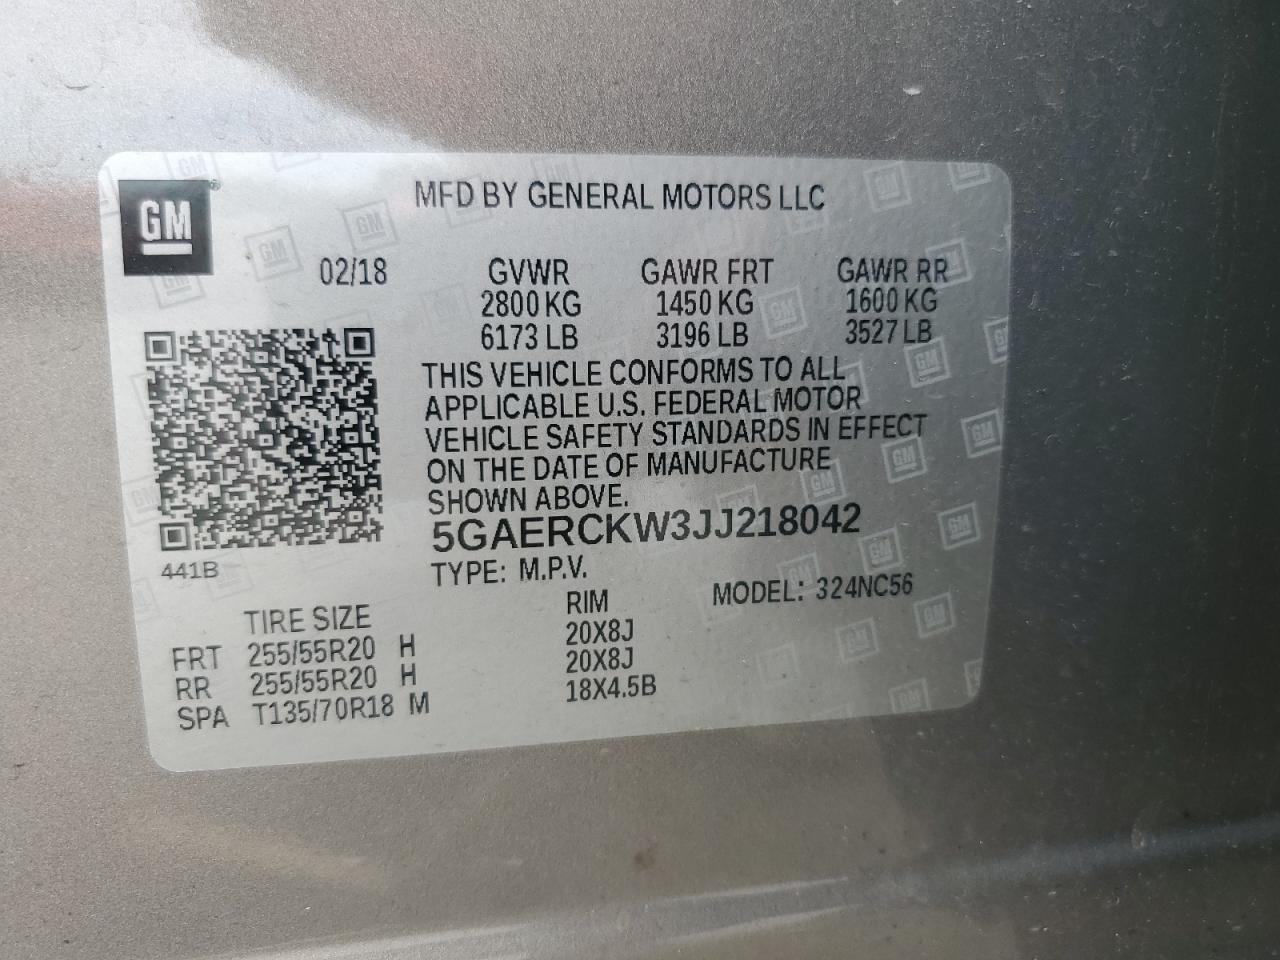 GM
MFD BY GENERAL MOTORS LLC
02/18 GVWR GAWR FRT GAWR RR
2800 KG 1450 KG 1600 KG
6173 LB 3196 LB 3527 LB
THIS VEHICLE CONFORMS TO ALL
APPLICABLE U.S. FEDERAL MOTOR
VEHICLE SAFETY STANDARDS IN EFFECT
ON THE DATE OF MANUFACTURE
SHOWN ABOVE.
5GAERCKW3JJ218042
441B
TYPE: M.P.V.
MODEL: 324NC56
TIRE SIZE RIM
FRT 255/55R20 H 20X8J
RR 255/55R20 H 20X8J
SPA T135/70R18 M 18X4.5B